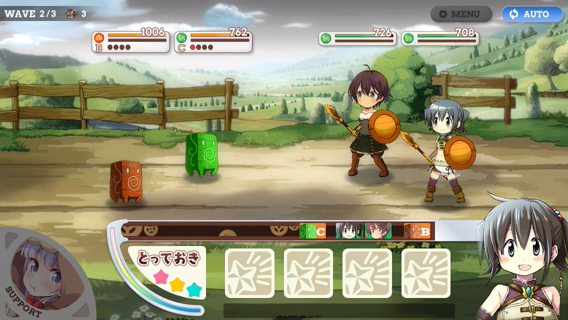 WAVE 2/3 3 MENU AUTO
1006 762 726 708
B C
C B
とっておき
SUPPORT